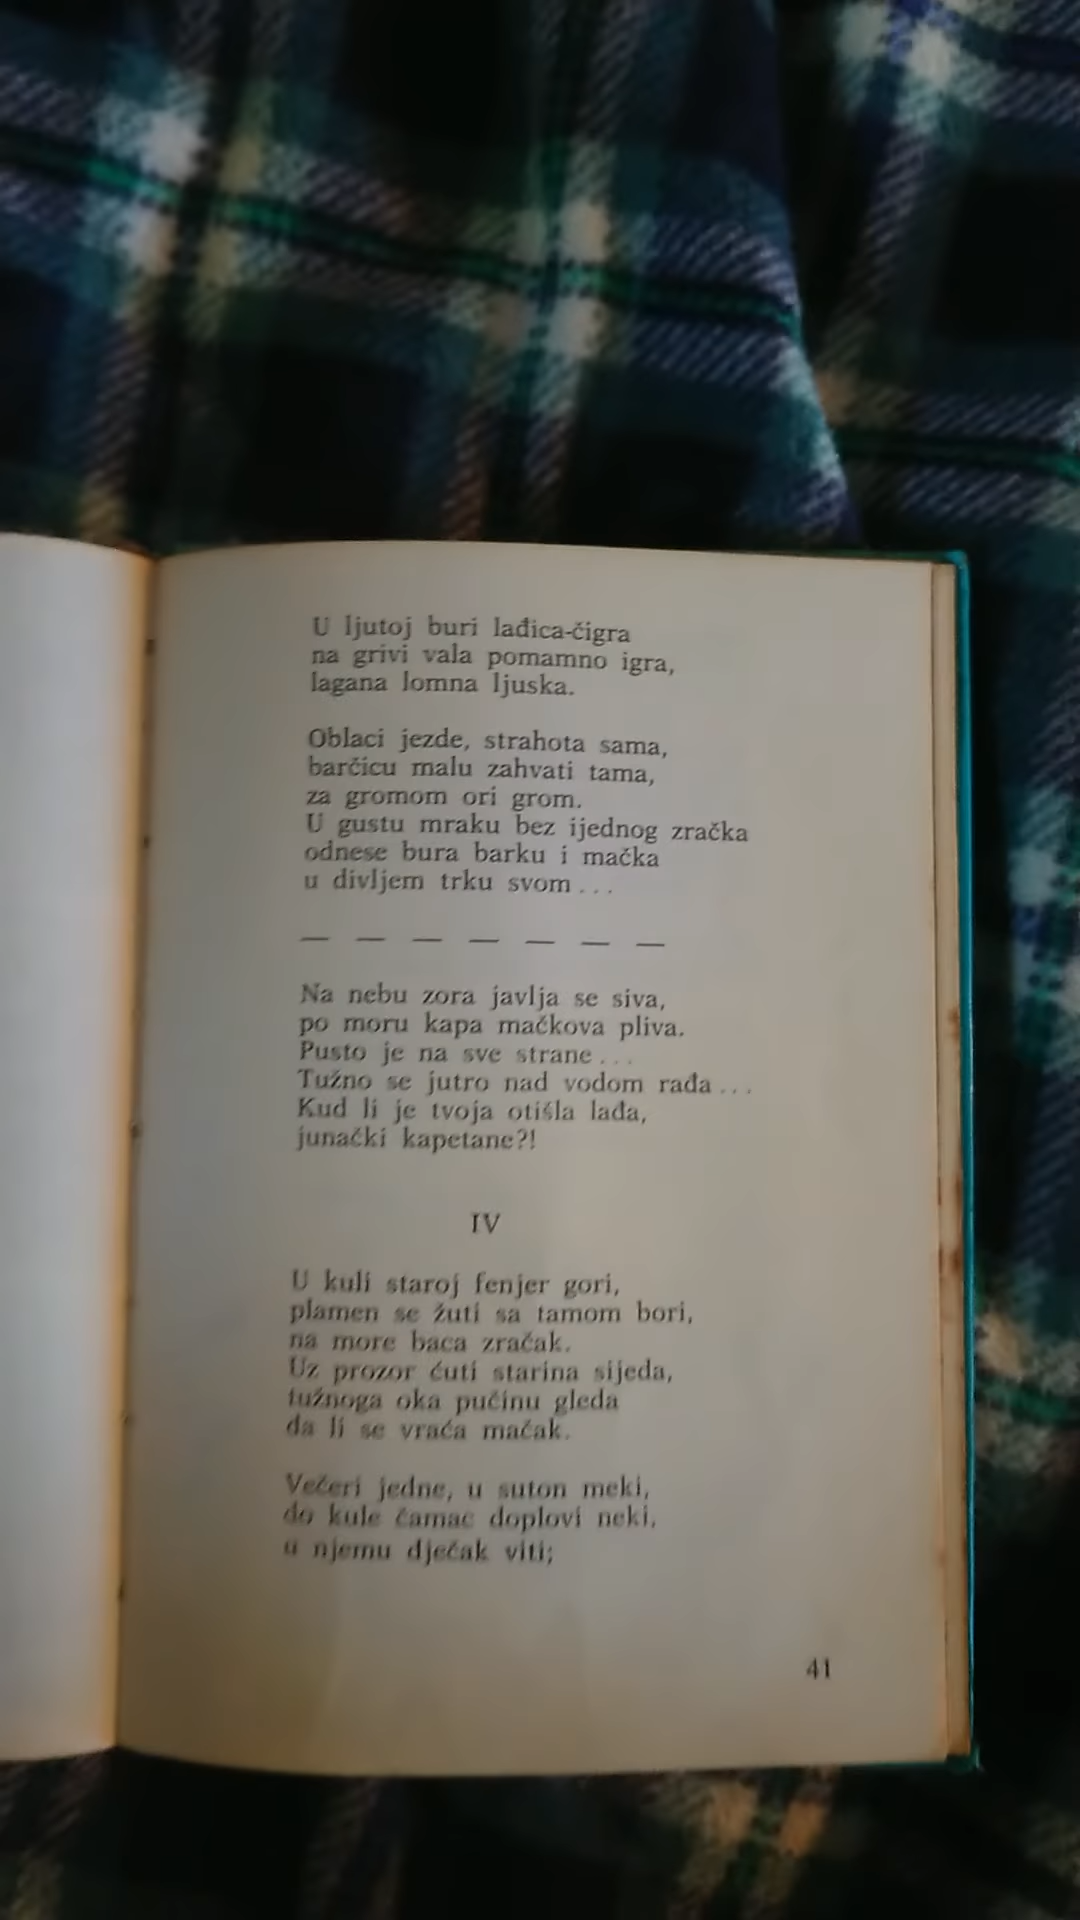 U ljutoj buri lađica-čigra
na grivi vala pomamno igra,
lagana lomna ljuska.
Oblaci jezde, strahota sama,
barčicu malu zahvati tama,
za gromom ori grom.
U gustu mraku bez ijednog zračka
odnese bura barku i mačka
u divljem trku svom ...
— — — — — — —
Na nebu zora javlja se siva,
po moru kapa mačkova pliva.
Pusto je na sve strane ...
Tužno se jutro nad vodom rađa ...
Kud li je tvoja otišla lađa,
junački kapetane?!
IV
U kuli staroj fenjer gori,
plamen se žuti sa tamom bori,
na more baca zračak.
Uz prozor ćuti starina sijeda,
tužnoga oka pučinu gleda
da li se vraća mačak.
Večeri jedne, u suton meki,
do kule čamac doplovi neki,
u njemu dječak viti;
41